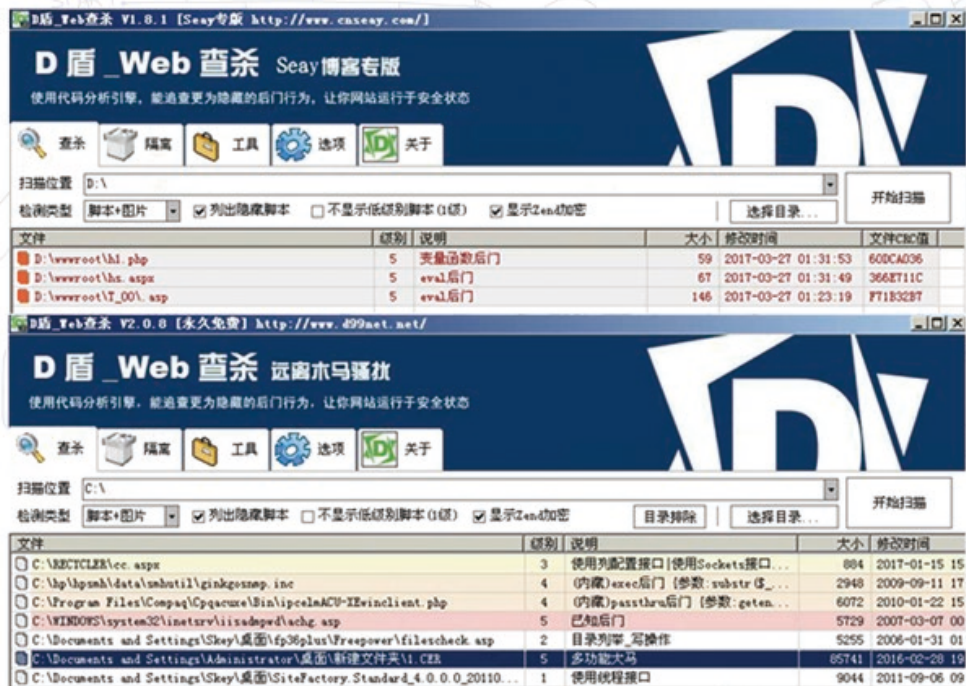 D盾_Web查杀 V1.8.1 [Seay专版 http://www.cnseay.com/]
D 盾 _Web 查杀 Seay博客专版
使用代码分析引擎,能追查更为隐藏的后门行为,让你网站运行于安全状态
查杀 隔离 工具 选项 关于
扫描位置 D:\ 开始扫描
检测类型 脚本+图片 列出隐藏脚本 不显示低级别脚本(1级) 显示Zend加密 选择目录...
文件 级别 说明 大小 修改时间 文件CRC值
D:\wwwroot\h1.php 5 变量函数后门 59 2017-03-27 01:31:53 60DCA036
D:\wwwroot\hs.aspx 5 eval后门 67 2017-03-27 01:31:49 366E711C
D:\wwwroot\T_00\.asp 5 eval后门 146 2017-03-27 01:23:19 F71B32B7
D盾_Web查杀 V2.0.8 [永久免费] http://www.d99net.net/
D 盾 _Web 查杀 远离木马骚扰
使用代码分析引擎,能追查更为隐藏的后门行为,让你网站运行于安全状态
查杀 隔离 工具 选项 关于
扫描位置 C:\ 开始扫描
检测类型 脚本+图片 列出隐藏脚本 不显示低级别脚本(1级) 显示Zend加密 目录排除 选择目录...
文件 级别 说明 大小 修改时间
C:\RECYCLER\cc.aspx 3 使用列配置接口|使用Sockets接口... 884 2017-01-15 15
C:\hp\hpsmh\data\smhutil\ginkgosnmp.inc 4 (内藏)exec后门 {参数:substr($_... 2948 2009-09-11 17
C:\Program Files\Compaq\Cpqacuxe\Bin\ipcelmACU-XEwinclient.php 4 (内藏)passthru后门 {参数:geten... 6072 2010-01-22 15
C:\WINDOWS\system32\inetsrv\iisadmpwd\achg.asp 5 已知后门 5729 2007-03-07 00
C:\Documents and Settings\Skey\桌面\fp36plus\Freepower\filescheck.asp 2 目录列举_写操作 5255 2006-01-31 01
C:\Documents and Settings\Administrator\桌面\新建文件夹\1.CER 5 多功能大马 85741 2016-02-28 19
C:\Documents and Settings\Skey\桌面\SiteFactory.Standard_4.0.0.0_20110... 1 使用线程接口 9044 2011-09-06 09